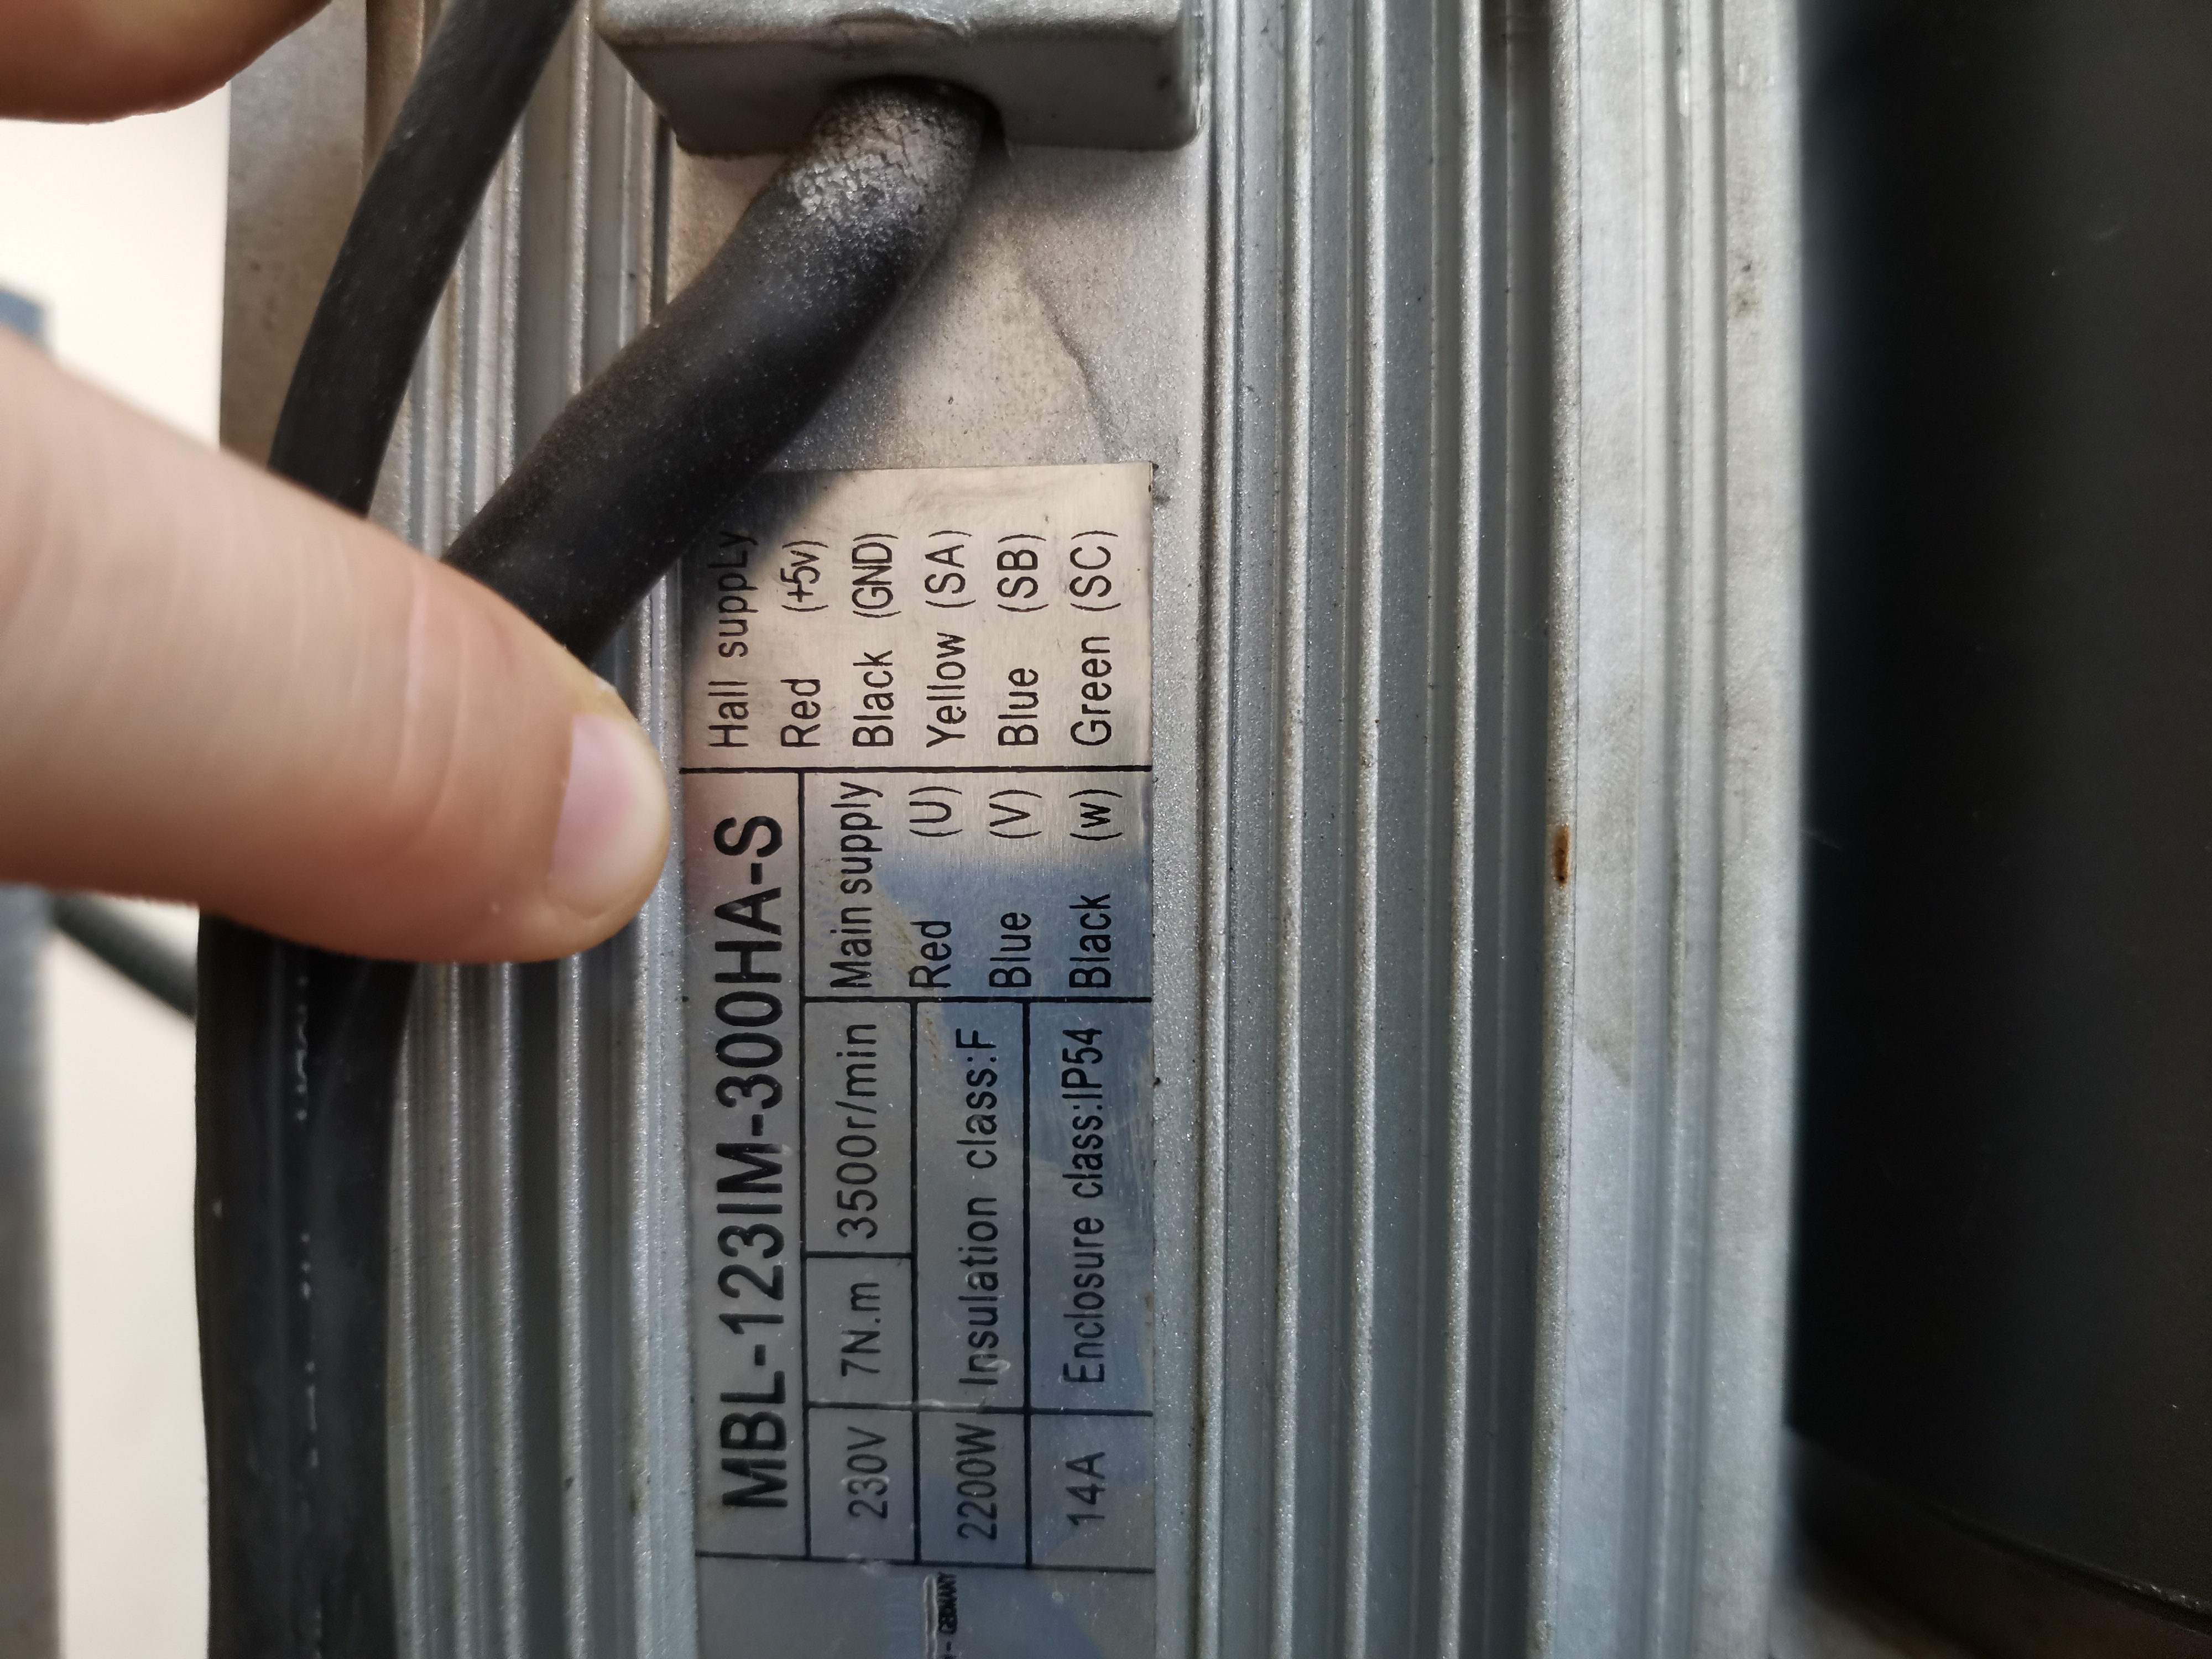 MBL-123IM-300HA-S
230V 7N.m 3500r/min
2200W Insulation class:F
14A Enclosure class:IP54
Main supply
Red (U)
Blue (V)
Black (w)
Hall supply
Red (+5v)
Black (GND)
Yellow (SA)
Blue (SB)
Green (SC)
- GERMANY